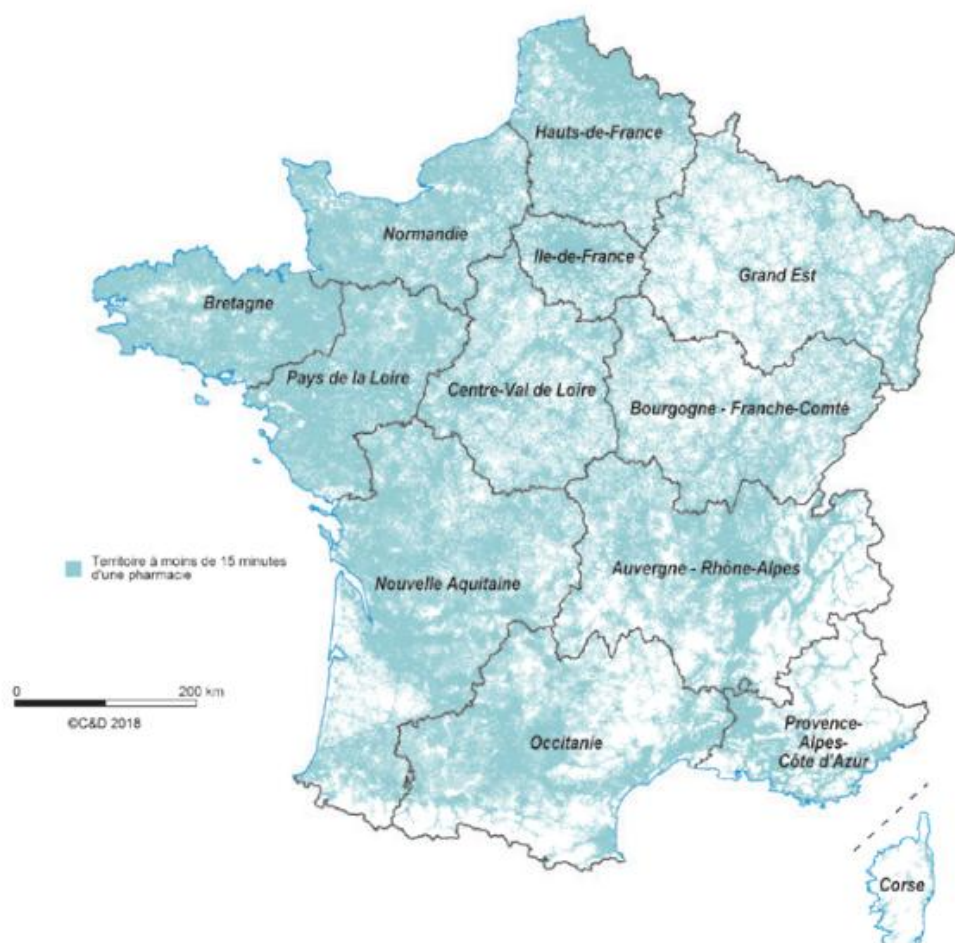 Hauts-de-France
Normandie
Ile-de-France
Grand Est
Bretagne
Pays de la Loire
Centre-Val de Loire
Bourgogne - Franche-Comté
Territoire à moins de 15 minutes
d'une pharmacie
Nouvelle Aquitaine
Auvergne - Rhône-Alpes
0 200 km
©C&D 2018
Occitanie
Provence-
Alpes-
Côte d'Azur
Corse